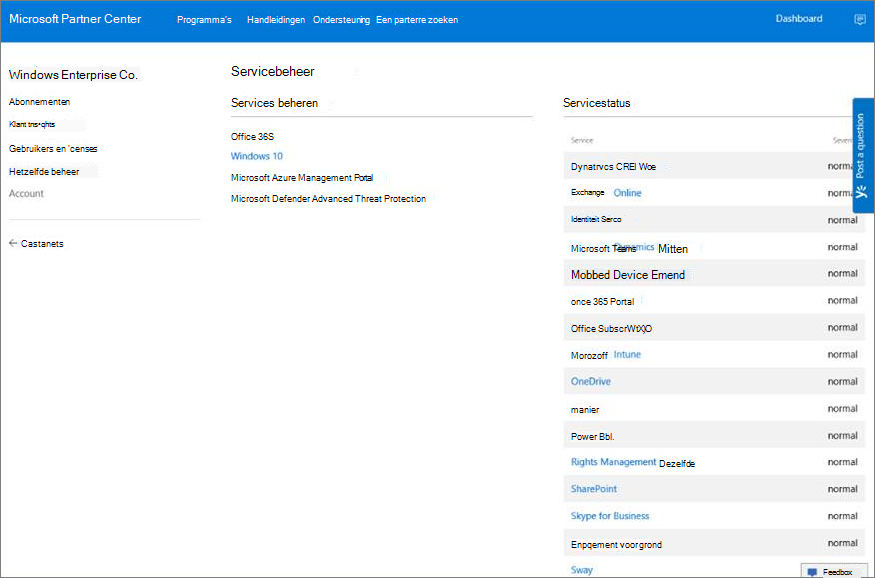 Microsoft Partner Center Programma's Handleidingen Ondersteuning Een parterre zoeken Dashboard
Windows Enterprise Co.
Abonnementen
Klant tns•qhts
Gebruikers en 'censes
Hetzelfde beheer
Account
← Castanets
Servicebeheer
Services beheren
Office 36S
Windows 10
Microsoft Azure Management Portal
Microsoft Defender Advanced Threat Protection
Servicestatus
Service Severi
Dynatrvcs CREI Woe normal
Exchange Online normal
Identiteit Serco normal
Microsoft Teams Dynamics Mitten normal
Mobbed Device Emend normal
once 365 Portal normal
Office SubscrWtXjO normal
Morozoff Intune normal
OneDrive normal
manier normal
Power Bbl. normal
Rights Management Dezelfde normal
SharePoint normal
Skype for Business normal
Enpqement voorgrond normal
Sway
Post a question
Feedbox